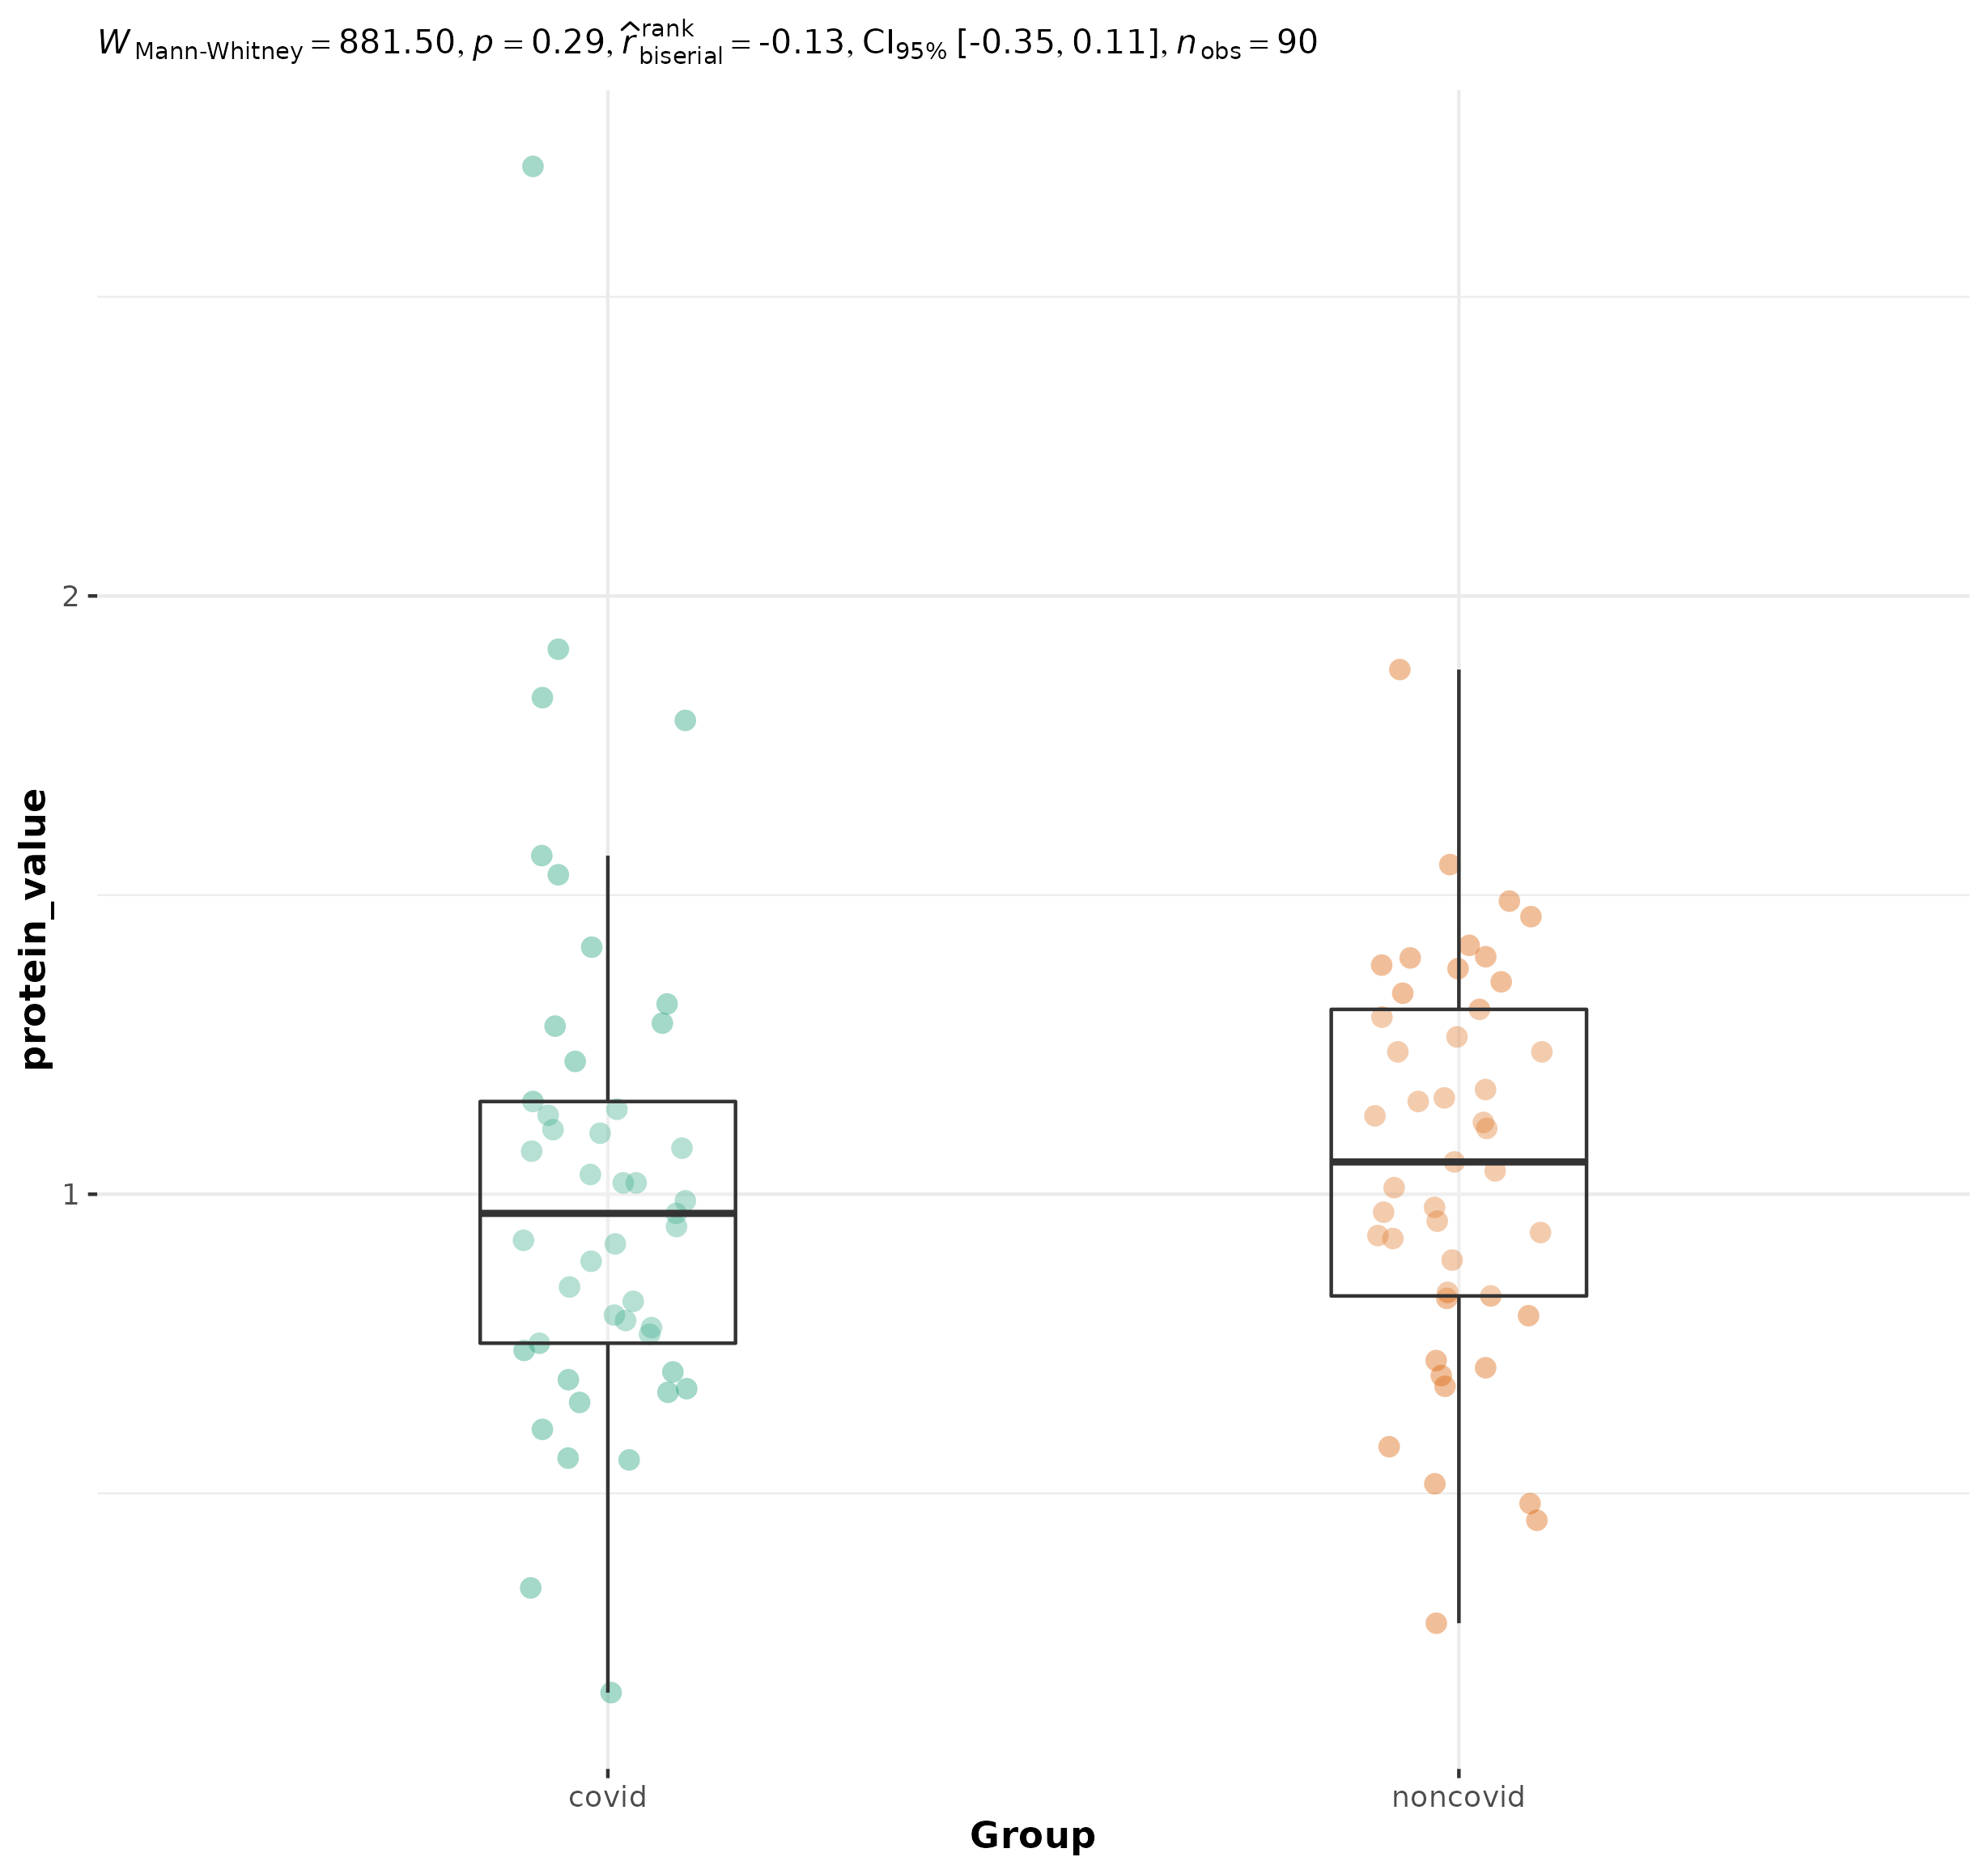 W Mann-Whitney = 881.50, p = 0.29, r̂ rank biserial = -0.13, CI95% [-0.35, 0.11], n obs = 90
protein_value
2
1
covid noncovid
Group